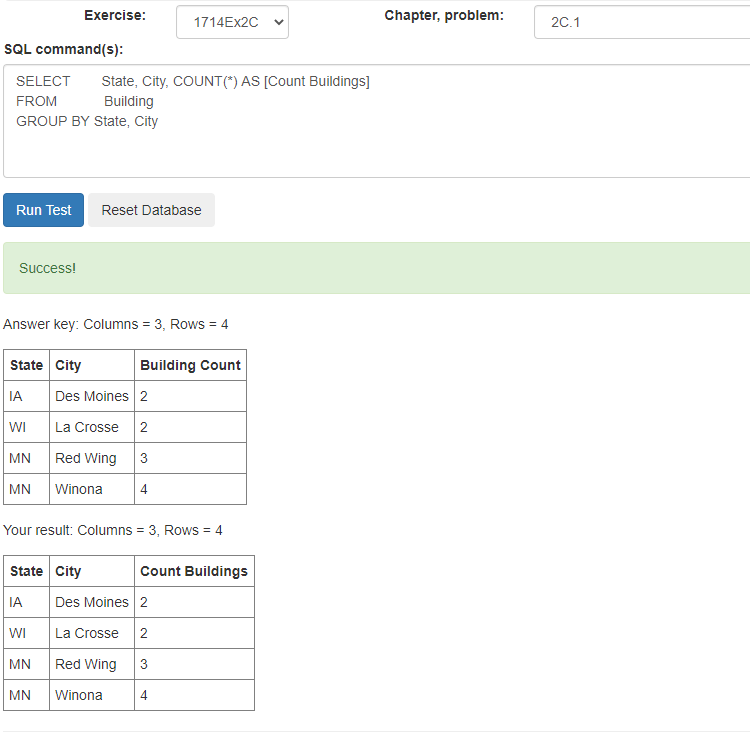 Exercise: 1714Ex2C Chapter, problem: 2C.1
SQL command(s):
SELECT State, City, COUNT(*) AS [Count Buildings]
FROM Building
GROUP BY State, City
Run Test Reset Database
Success!
Answer key: Columns = 3, Rows = 4
State City Building Count
IA Des Moines 2
WI La Crosse 2
MN Red Wing 3
MN Winona 4
Your result: Columns = 3, Rows = 4
State City Count Buildings
IA Des Moines 2
WI La Crosse 2
MN Red Wing 3
MN Winona 4